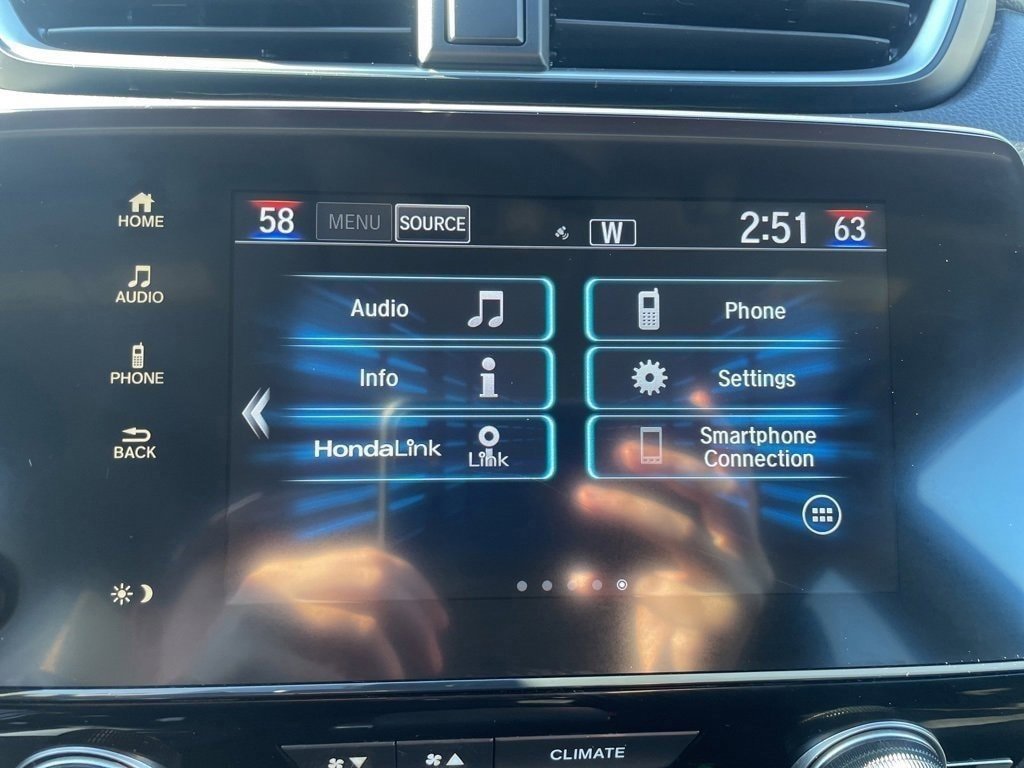 HOME
AUDIO
PHONE
BACK
58 MENU SOURCE W 2:51 63
Audio
Phone
Info
Settings
HondaLink
Link
Smartphone
Connection
CLIMATE